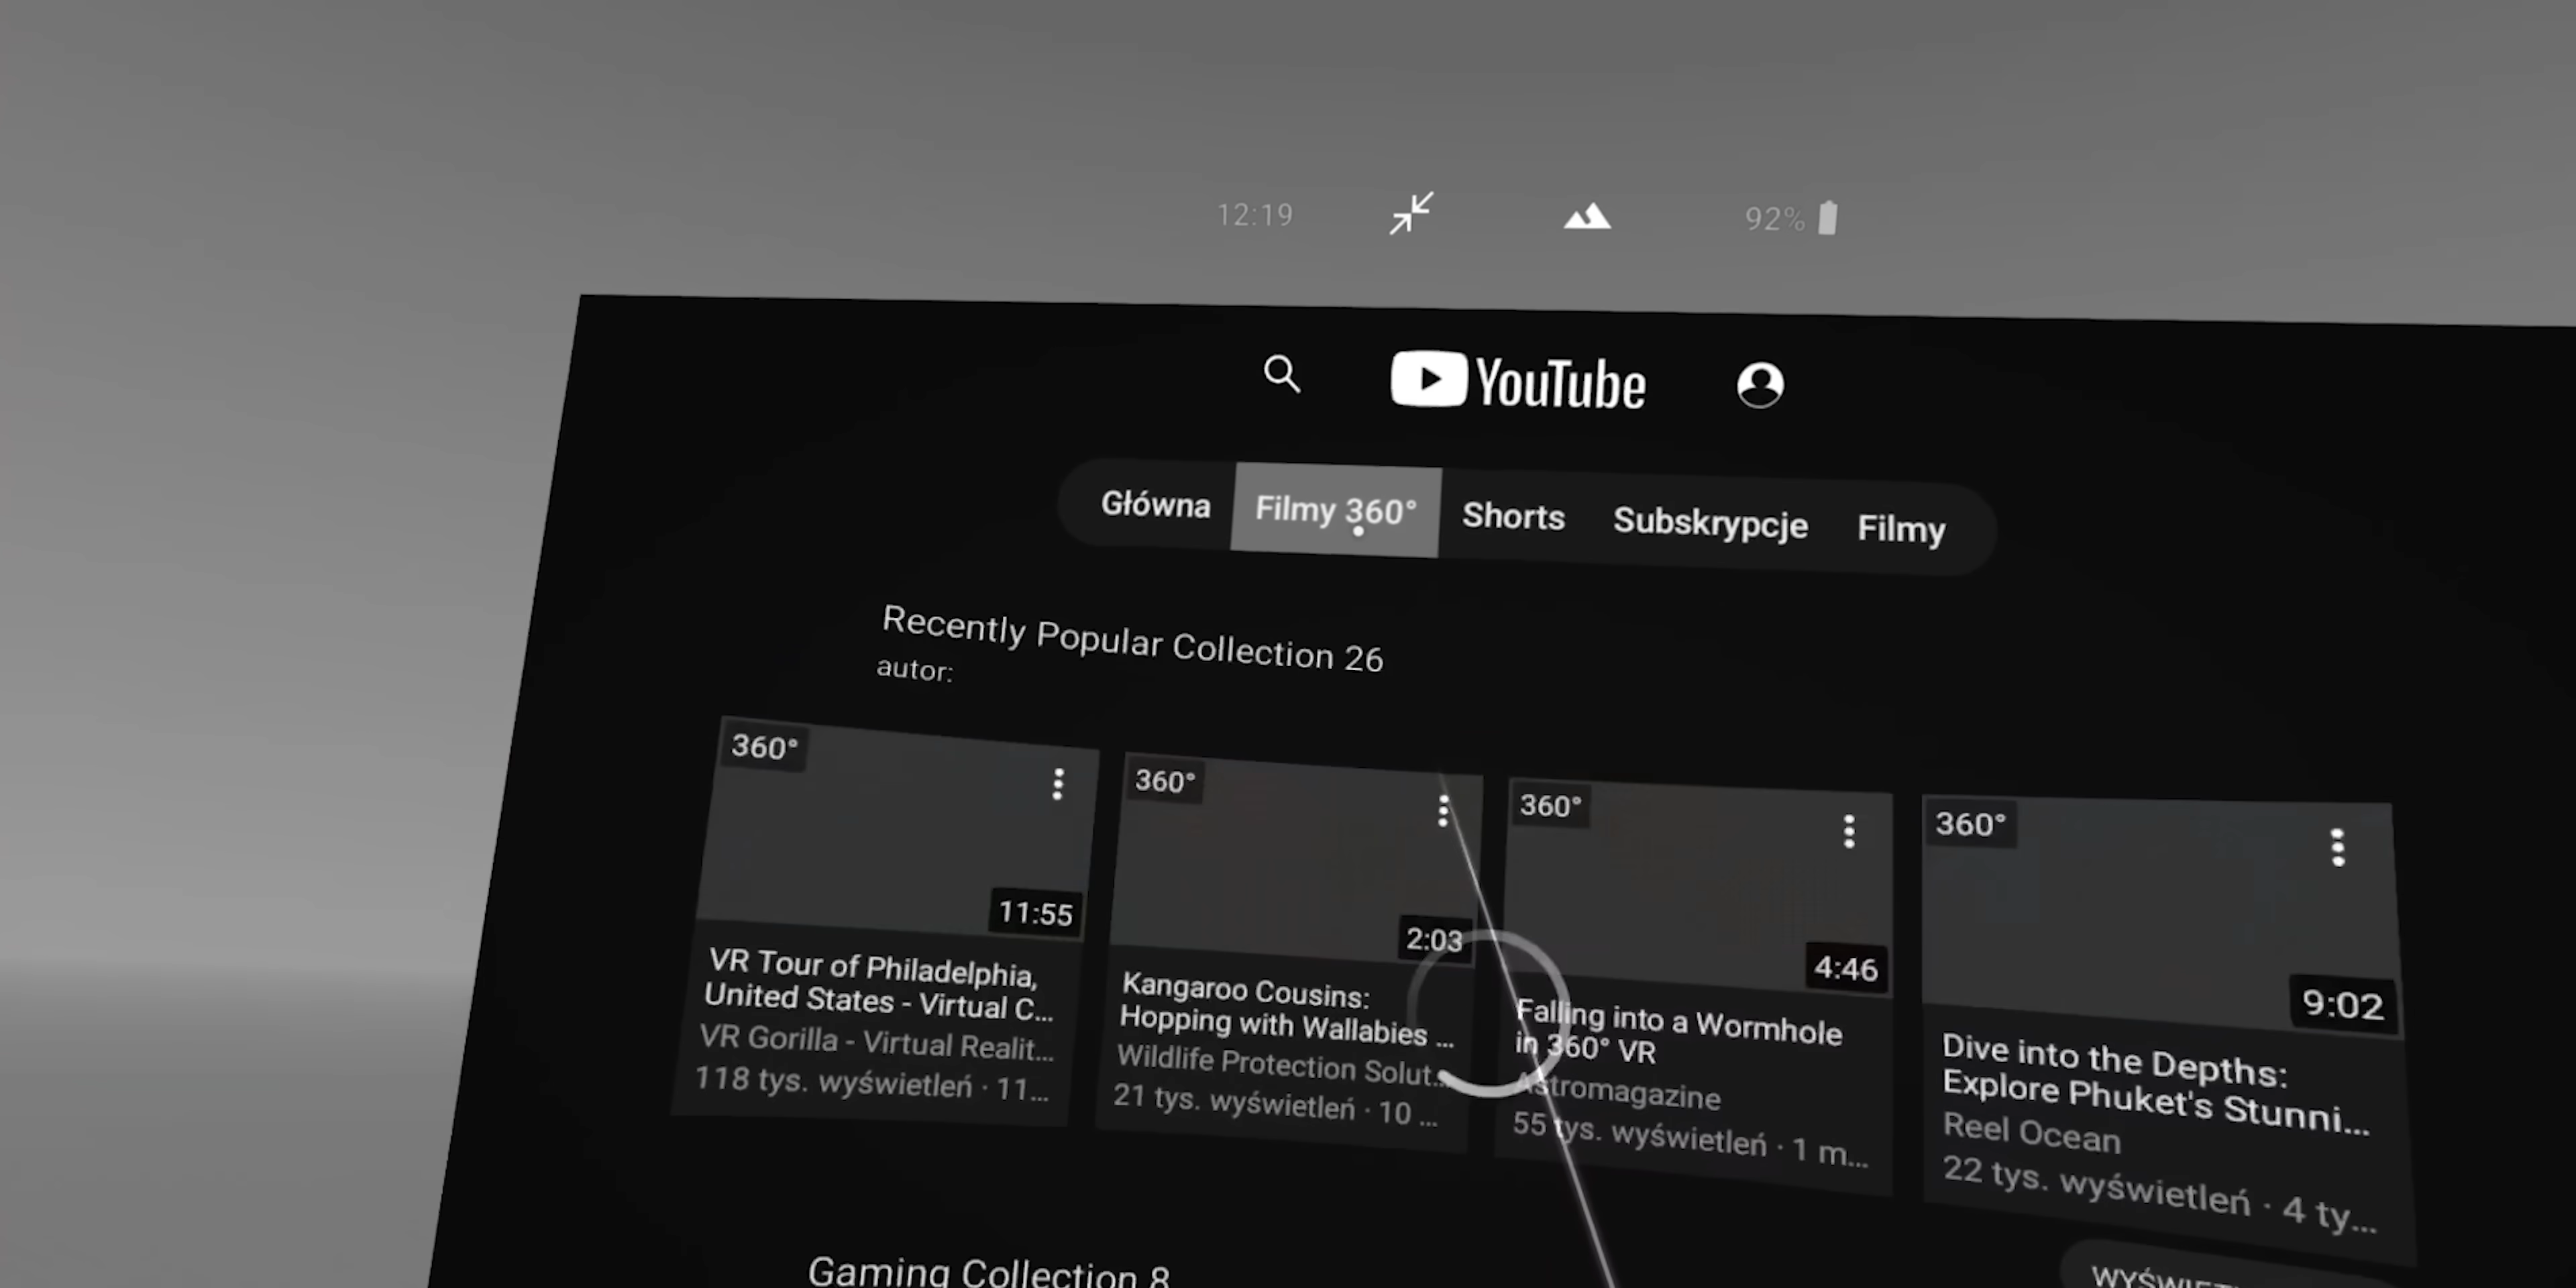 12:19
92%
YouTube
Główna
Filmy 360°
Shorts
Subskrypcje
Filmy
Recently Popular Collection 26
autor:
360°
11:55
VR Tour of Philadelphia,
United States - Virtual C...
VR Gorilla - Virtual Realit...
118 tys. wyświetleń · 11...
360°
2:03
Kangaroo Cousins:
Hopping with Wallabies ...
Wildlife Protection Solut...
21 tys. wyświetleń · 10 ...
360°
4:46
Falling into a Wormhole
in 360° VR
Astromagazine
55 tys. wyświetleń · 1 m...
360°
9:02
Dive into the Depths:
Explore Phuket's Stunni...
Reel Ocean
22 tys. wyświetleń · 4 ty...
Gaming Collection 8